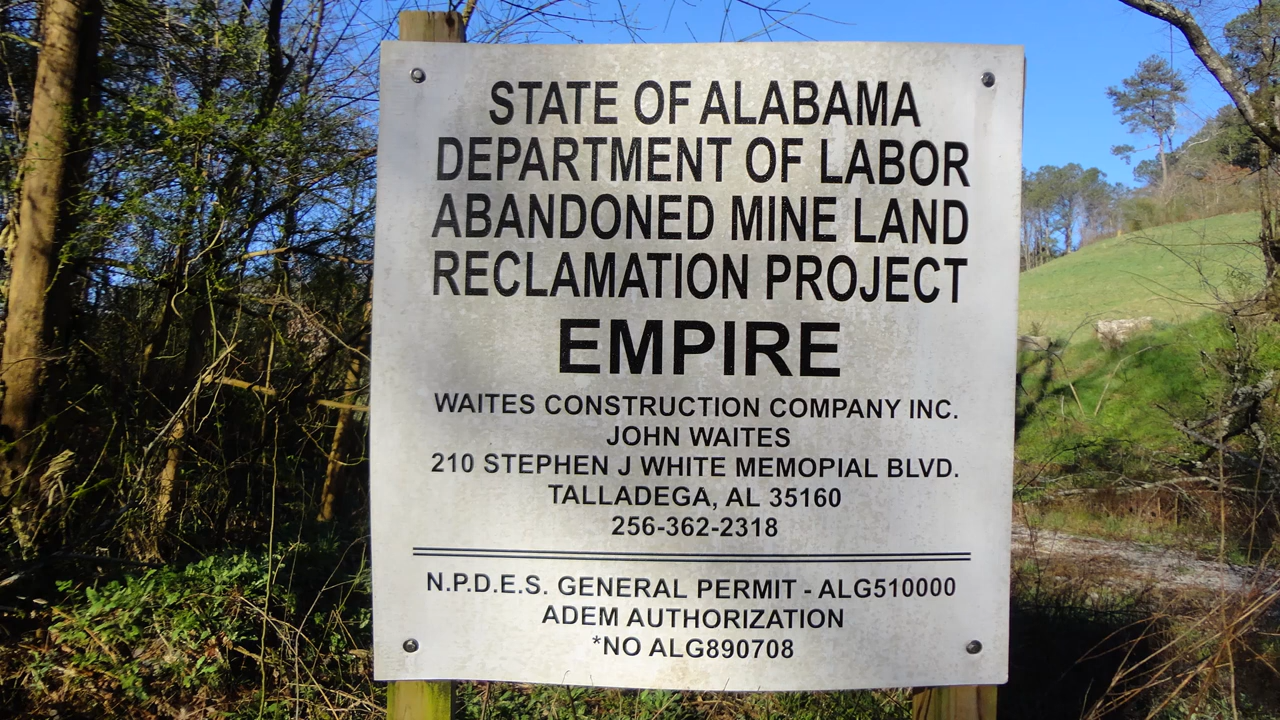 STATE OF ALABAMA
DEPARTMENT OF LABOR
ABANDONED MINE LAND
RECLAMATION PROJECT
EMPIRE
WAITES CONSTRUCTION COMPANY INC.
JOHN WAITES
210 STEPHEN J WHITE MEMOPIAL BLVD.
TALLADEGA, AL 35160
256-362-2318
N.P.D.E.S. GENERAL PERMIT - ALG510000
ADEM AUTHORIZATION
*NO ALG890708